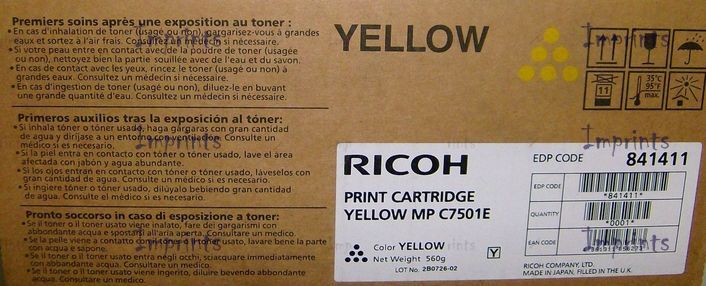 Premiers soins après une exposition au toner :
• En cas d'inhalation de toner (usagé ou non), gargarisez-vous à grandes
eaux et sortez à l'air frais. Consultez un médecin si nécessaire.
• Si votre peau entre en contact avec de la poudre de toner (usagée
ou non), nettoyez bien la partie souillée avec de l'eau et du savon.
• En cas de contact avec les yeux, rincez le toner (usagé ou non) à
grandes eaux. Consultez un médecin si nécessaire.
• En cas d'ingestion de toner (usagé ou non), diluez-le en buvant
une grande quantité d'eau. Consultez un médecin si nécessaire.
Primeros auxilios tras la exposición al tóner:
• Si inhala tóner o tóner usado, haga gárgaras con gran cantidad
de agua y diríjase a un entorno con ventilación. Consulte un
médico si es necesario.
• Si la piel entra en contacto con tóner o tóner usado, lave el área
afectada con jabón y agua abundante.
• Si los ojos entran en contacto con tóner o tóner usado, láveselos con
gran cantidad de agua. Consulte un médico si es necesario.
• Si ingiere tóner o tóner usado, dilúyalo bebiendo gran cantidad
de agua. Consulte el médico si es necesario.
Pronto soccorso in caso di esposizione a toner:
• Se il toner o il toner usato viene inalato, fare dei gargarismi con
abbondante acqua e spostarsi all'aria aperta. Consultare un medico.
• Se la pelle viene a contatto con toner o toner usato, lavare bene la parte
con acqua e sapone.
• Se il toner o il toner usato entra negli occhi, sciacquare immediatamente
con abbondante acqua. Consultare un medico.
• Se il toner o il toner usato viene ingerito, diluire bevendo abbondante
acqua. Consultare un medico.
YELLOW
11
35°C
95°F
max.
Imprints
Imprints
Imprints
Imprints
Imprints
Imprints
Imprints
RICOH
PRINT CARTRIDGE
YELLOW MP C7501E
Color YELLOW
Net Weight 560g
LOT No. 2B0726-02
Y
EDP CODE 841411
EDP CODE
*841411*
QUANTITY
*0001*
EAN CODE
RICOH COMPANY, LTD.
MADE IN JAPAN, FILLED IN THE U.K.